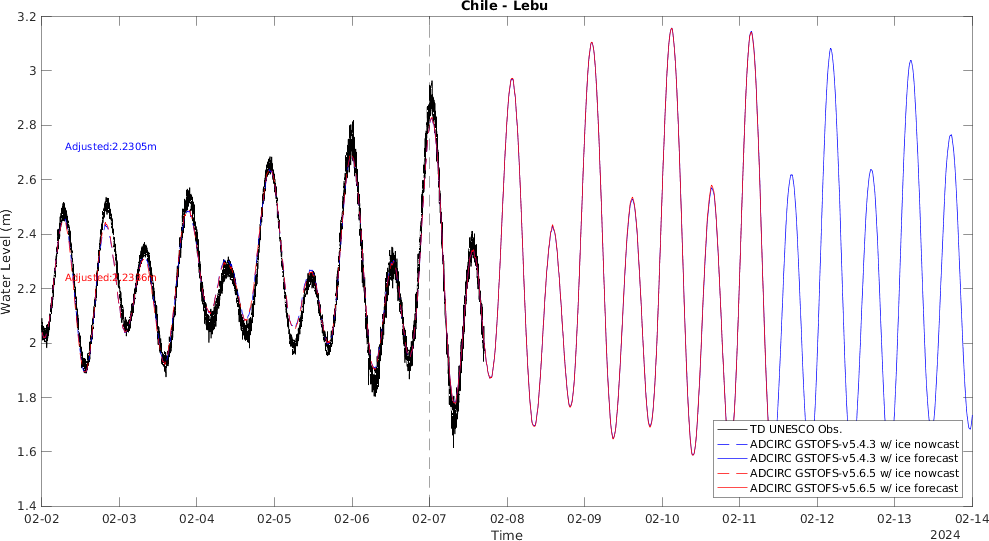 Chile - Lebu
3.2
3
2.8
2.6
2.4
2.2
2
1.8
1.6
1.4
Water Level (m)
Adjusted:2.2305m
Adjusted:2.2386m
TD UNESCO Obs.
ADCIRC GSTOFS-v5.4.3 w/ ice nowcast
ADCIRC GSTOFS-v5.4.3 w/ ice forecast
ADCIRC GSTOFS-v5.6.5 w/ ice nowcast
ADCIRC GSTOFS-v5.6.5 w/ ice forecast
02-02 02-03 02-04 02-05 02-06 02-07 02-08 02-09 02-10 02-11 02-12 02-13 02-14
Time
2024